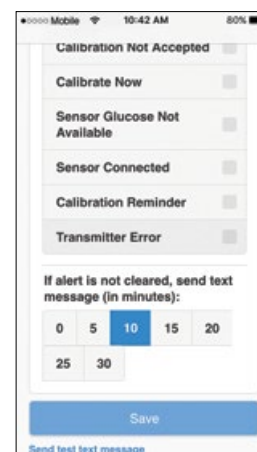 Mobile 10:42 AM 80%
Calibration Not Accepted
Calibrate Now
Sensor Glucose Not
Available
Sensor Connected
Calibration Reminder
Transmitter Error
If alert is not cleared, send text
message (in minutes):
0 5 10 15 20
25 30
Save
Send test text message